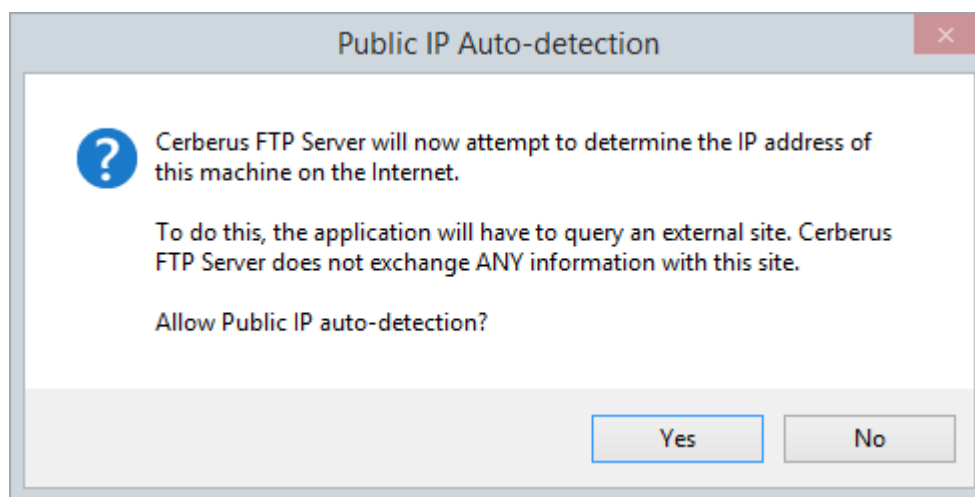 Public IP Auto-detection
Cerberus FTP Server will now attempt to determine the IP address of
this machine on the Internet.
To do this, the application will have to query an external site. Cerberus
FTP Server does not exchange ANY information with this site.
Allow Public IP auto-detection?
Yes
No